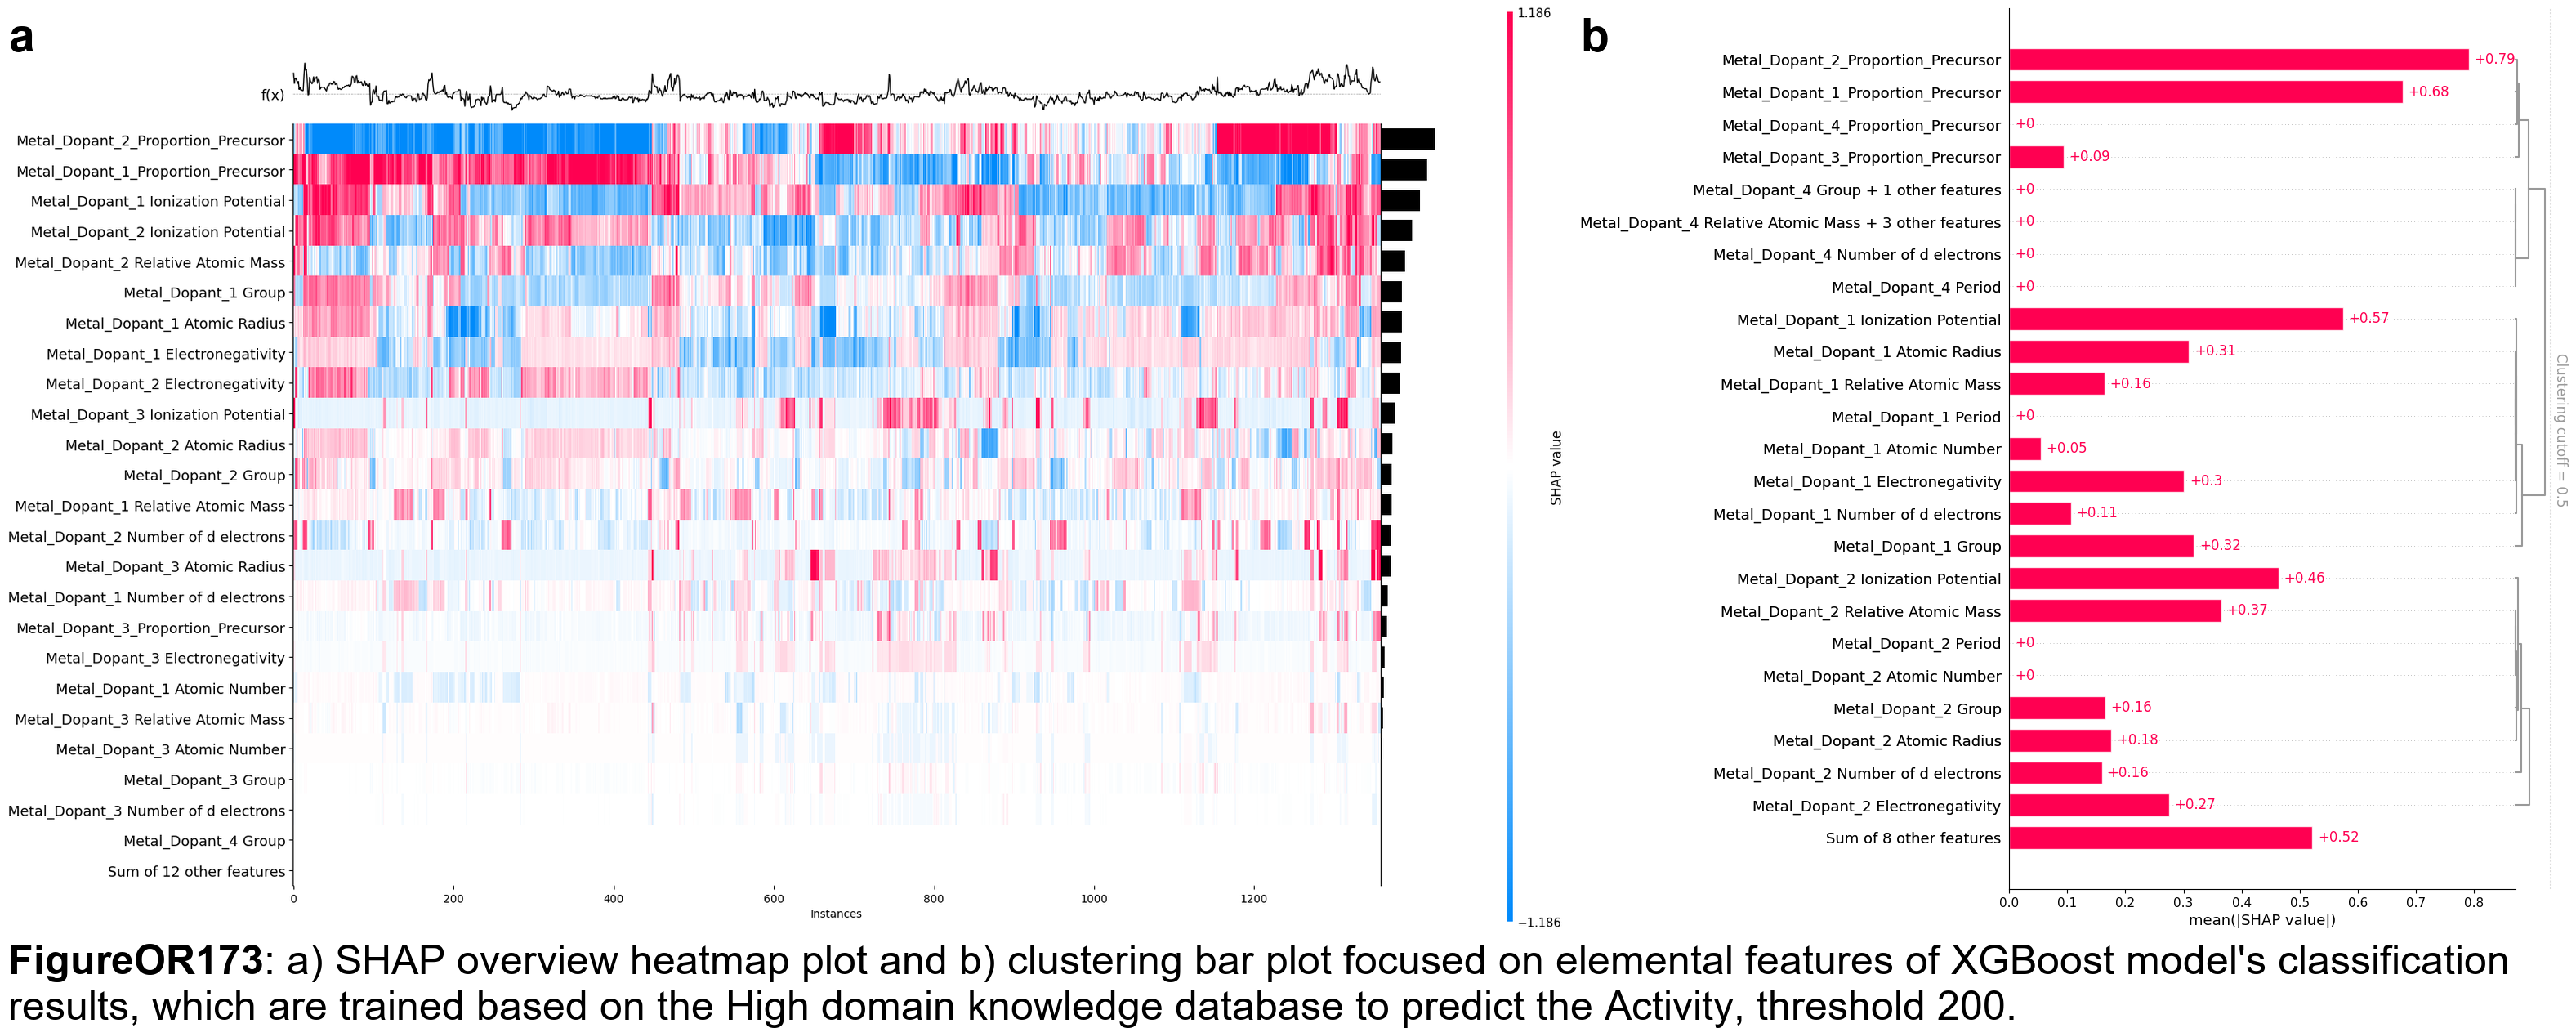 a
f(x)
Metal_Dopant_2_Proportion_Precursor
Metal_Dopant_1_Proportion_Precursor
Metal_Dopant_1 Ionization Potential
Metal_Dopant_2 Ionization Potential
Metal_Dopant_2 Relative Atomic Mass
Metal_Dopant_1 Group
Metal_Dopant_1 Atomic Radius
Metal_Dopant_1 Electronegativity
Metal_Dopant_2 Electronegativity
Metal_Dopant_3 Ionization Potential
Metal_Dopant_2 Atomic Radius
Metal_Dopant_2 Group
Metal_Dopant_1 Relative Atomic Mass
Metal_Dopant_2 Number of d electrons
Metal_Dopant_3 Atomic Radius
Metal_Dopant_1 Number of d electrons
Metal_Dopant_3_Proportion_Precursor
Metal_Dopant_3 Electronegativity
Metal_Dopant_1 Atomic Number
Metal_Dopant_3 Relative Atomic Mass
Metal_Dopant_3 Atomic Number
Metal_Dopant_3 Group
Metal_Dopant_3 Number of d electrons
Metal_Dopant_4 Group
Sum of 12 other features
0 200 400 600 800 1000 1200
Instances
1.186
SHAP value
−1.186
b
Metal_Dopant_2_Proportion_Precursor +0.79
Metal_Dopant_1_Proportion_Precursor +0.68
Metal_Dopant_4_Proportion_Precursor +0
Metal_Dopant_3_Proportion_Precursor +0.09
Metal_Dopant_4 Group + 1 other features +0
Metal_Dopant_4 Relative Atomic Mass + 3 other features +0
Metal_Dopant_4 Number of d electrons +0
Metal_Dopant_4 Period +0
Metal_Dopant_1 Ionization Potential +0.57
Metal_Dopant_1 Atomic Radius +0.31
Metal_Dopant_1 Relative Atomic Mass +0.16
Metal_Dopant_1 Period +0
Metal_Dopant_1 Atomic Number +0.05
Metal_Dopant_1 Electronegativity +0.3
Metal_Dopant_1 Number of d electrons +0.11
Metal_Dopant_1 Group +0.32
Metal_Dopant_2 Ionization Potential +0.46
Metal_Dopant_2 Relative Atomic Mass +0.37
Metal_Dopant_2 Period +0
Metal_Dopant_2 Atomic Number +0
Metal_Dopant_2 Group +0.16
Metal_Dopant_2 Atomic Radius +0.18
Metal_Dopant_2 Number of d electrons +0.16
Metal_Dopant_2 Electronegativity +0.27
Sum of 8 other features +0.52
0.0 0.1 0.2 0.3 0.4 0.5 0.6 0.7 0.8
mean(|SHAP value|)
Clustering cutoff = 0.5
FigureOR173: a) SHAP overview heatmap plot and b) clustering bar plot focused on elemental features of XGBoost model's classification
results, which are trained based on the High domain knowledge database to predict the Activity, threshold 200.